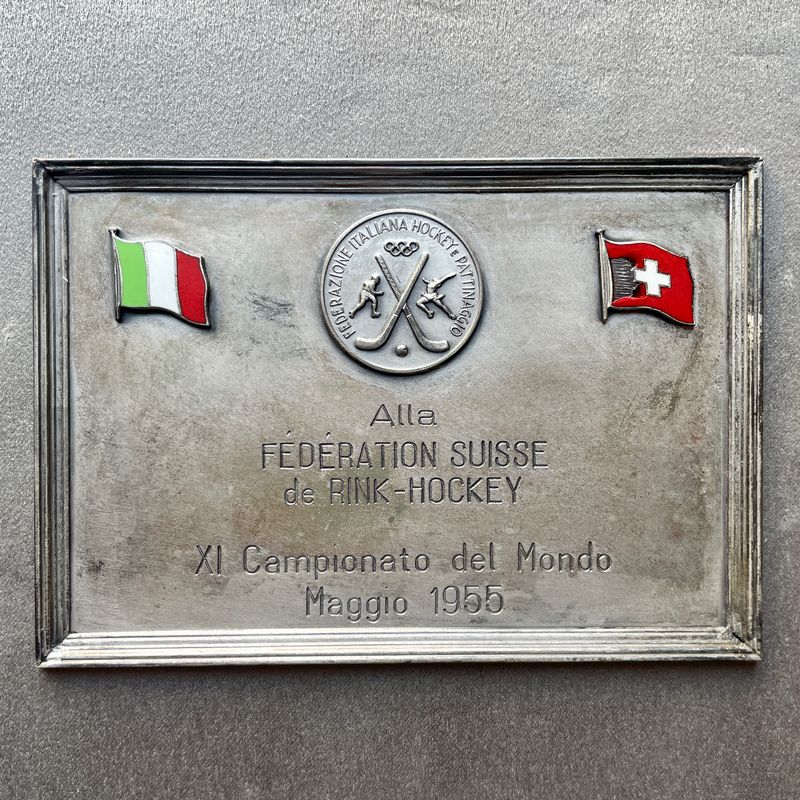 FEDERAZIONE ITALIANA HOCKEY E PATTINAGGIO
Alla
FÉDÉRATION SUISSE
de RINK-HOCKEY
XI Campionato del Mondo
Maggio 1955